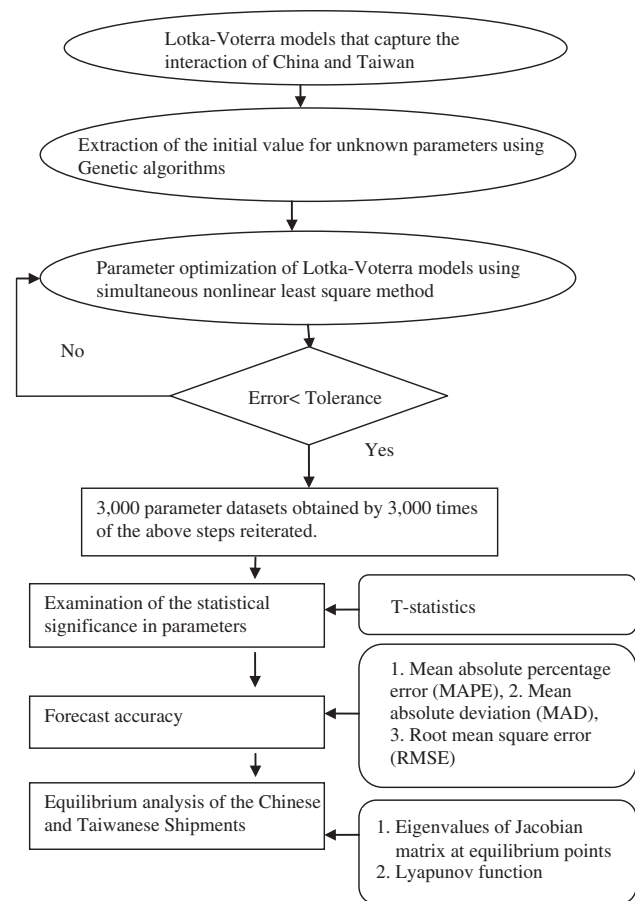 Lotka-Voterra models that capture the
interaction of China and Taiwan
Extraction of the initial value for unknown parameters using
Genetic algorithms
Parameter optimization of Lotka-Voterra models using
simultaneous nonlinear least square method
No
Error< Tolerance
Yes
3,000 parameter datasets obtained by 3,000 times
of the above steps reiterated.
Examination of the statistical
significance in parameters
T-statistics
Forecast accuracy
1. Mean absolute percentage
error (MAPE), 2. Mean
absolute deviation (MAD),
3. Root mean square error
(RMSE)
Equilibrium analysis of the Chinese
and Taiwanese Shipments
1. Eigenvalues of Jacobian
matrix at equilibrium points
2. Lyapunov function